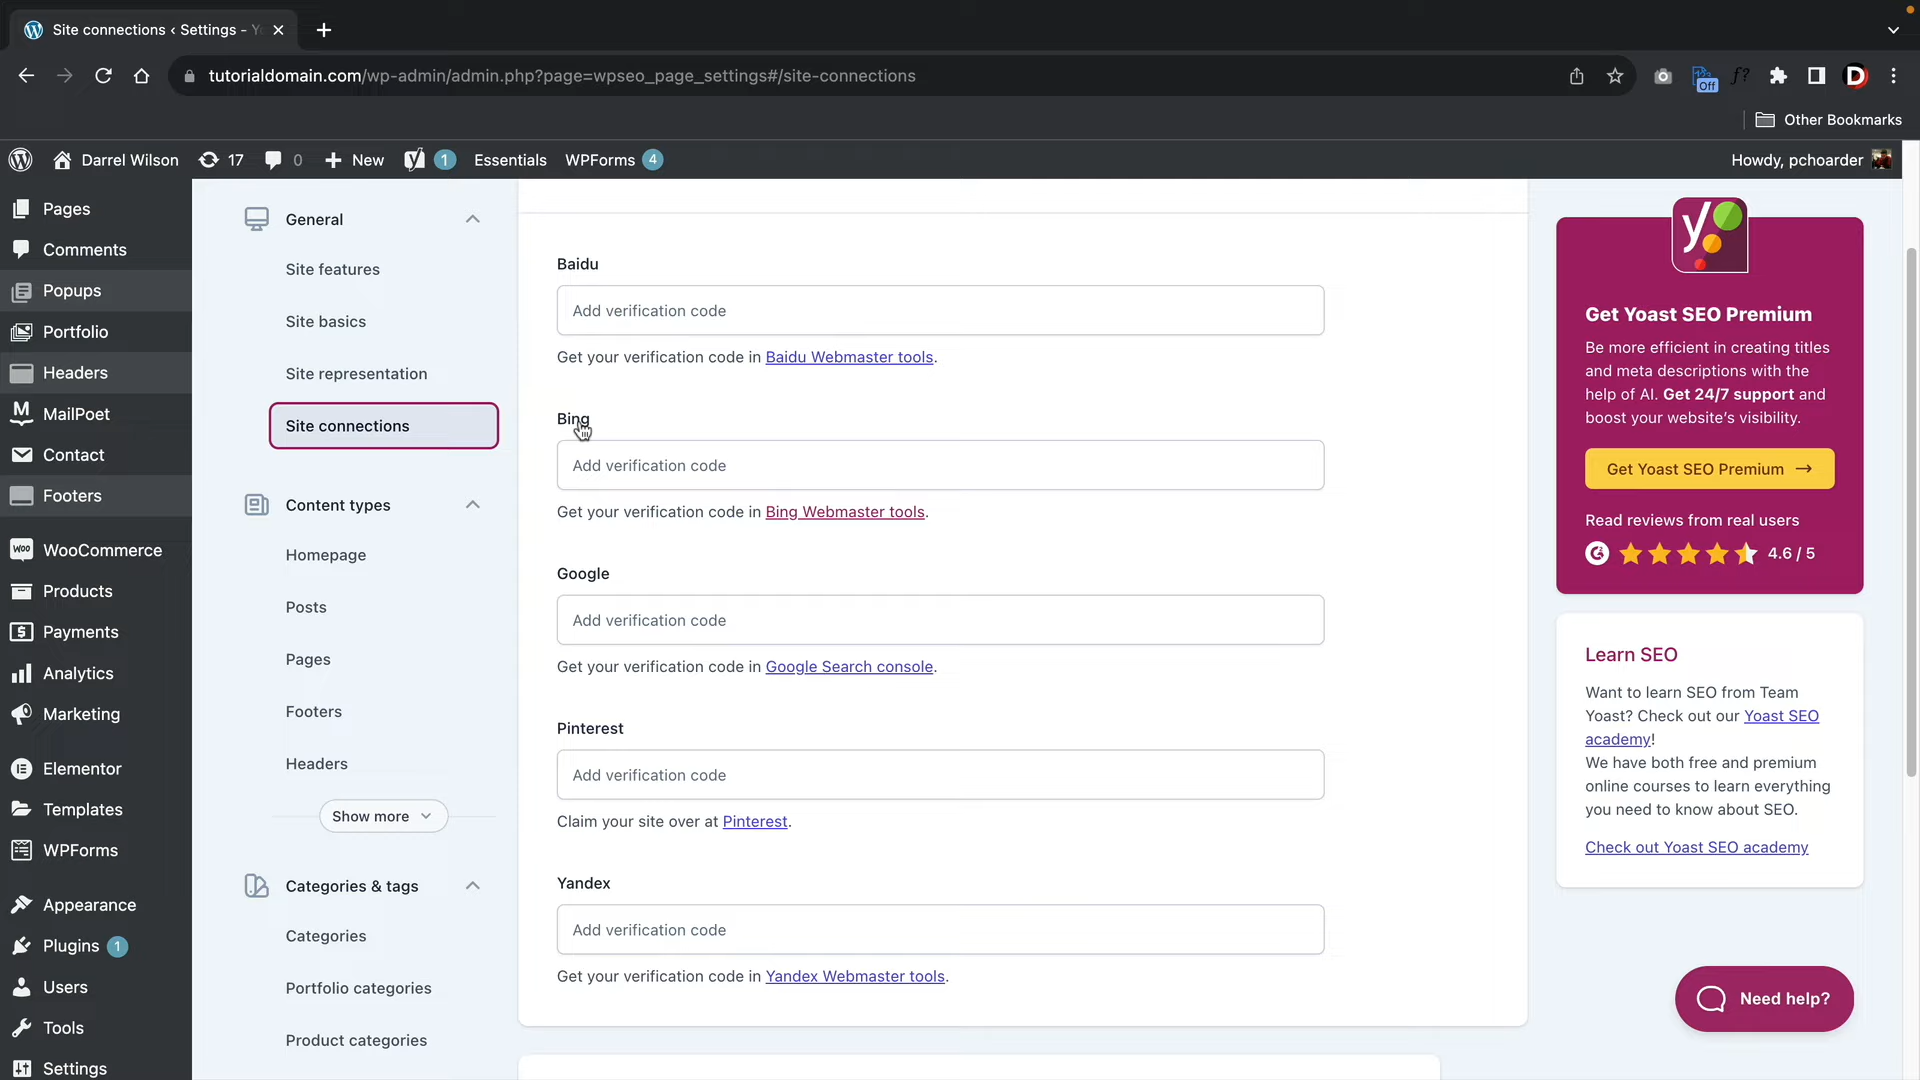 Site connections ‹ Settings - Y
tutorialdomain.com/wp-admin/admin.php?page=wpseo_page_settings#/site-connections
f?
Off
D
Other Bookmarks
Darrel Wilson
17
0
New
1
Essentials
WPForms 4
Howdy, pchoarder
Pages
Comments
Popups
Portfolio
Headers
MailPoet
Contact
Footers
WooCommerce
Products
Payments
Analytics
Marketing
Elementor
Templates
WPForms
Appearance
Plugins 1
Users
Tools
Settings
General
Site features
Site basics
Site representation
Site connections
Content types
Homepage
Posts
Pages
Footers
Headers
Show more
Categories & tags
Categories
Portfolio categories
Product categories
Baidu
Add verification code
Get your verification code in Baidu Webmaster tools.
Bing
Add verification code
Get your verification code in Bing Webmaster tools.
Google
Add verification code
Get your verification code in Google Search console.
Pinterest
Add verification code
Claim your site over at Pinterest.
Yandex
Add verification code
Get your verification code in Yandex Webmaster tools.
Get Yoast SEO Premium
Be more efficient in creating titles
and meta descriptions with the
help of AI. Get 24/7 support and
boost your website's visibility.
Get Yoast SEO Premium →
Read reviews from real users
4.6 / 5
Learn SEO
Want to learn SEO from Team
Yoast? Check out our Yoast SEO
academy!
We have both free and premium
online courses to learn everything
you need to know about SEO.
Check out Yoast SEO academy
Need help?